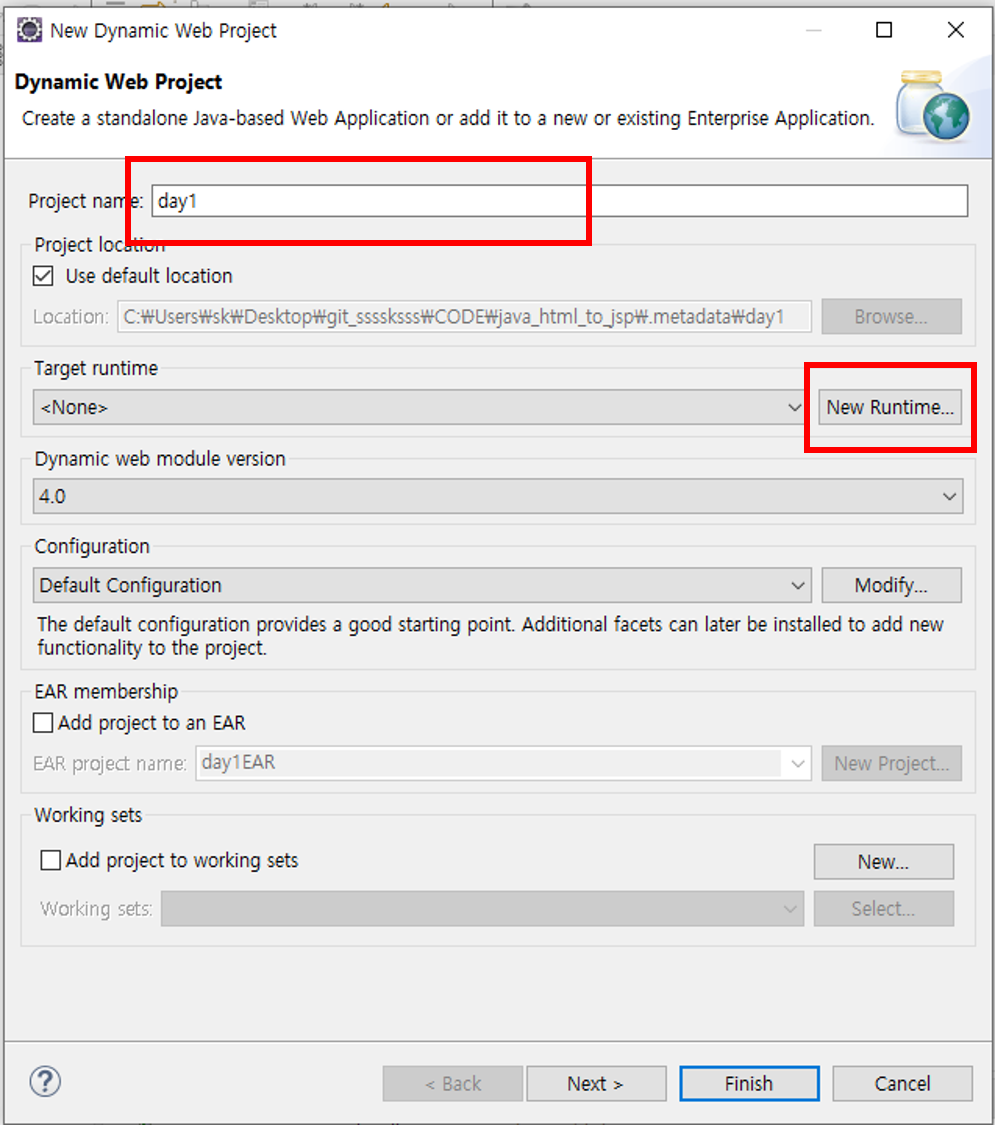 New Dynamic Web Project
Dynamic Web Project
Create a standalone Java-based Web Application or add it to a new or existing Enterprise Application.
Project name: day1
Project location
Use default location
Location: C:₩Users₩sk₩Desktop₩git_sssskss₩CODE₩java_html_to_jsp₩.metadata₩day1 Browse...
Target runtime
<None> New Runtime...
Dynamic web module version
4.0
Configuration
Default Configuration Modify...
The default configuration provides a good starting point. Additional facets can later be installed to add new
functionality to the project.
EAR membership
Add project to an EAR
EAR project name: day1EAR New Project...
Working sets
Add project to working sets New...
Working sets: Select...
? < Back Next > Finish Cancel